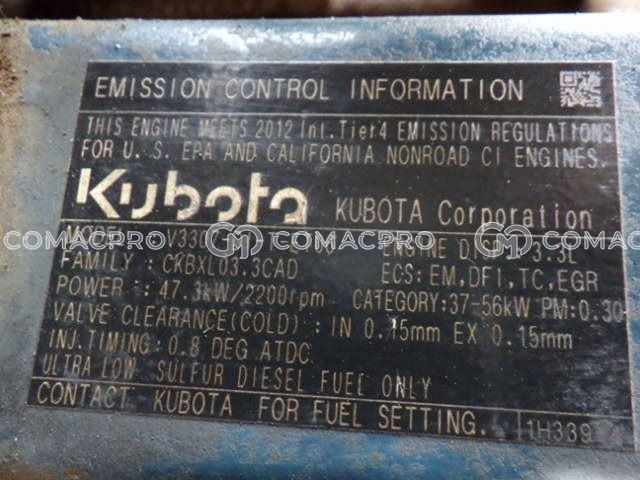 EMISSION CONTROL INFORMATION
THIS ENGINE MEETS 2012 Int. Tier4 EMISSION REGULATIONS
FOR U. S. EPA AND CALIFORNIA NONROAD CI ENGINES.
Kubota KUBOTA Corporation
COMACPRO COMACPRO COMACPRO
FAMILY : CKBXL03.3CAD ECS: EM, DFI, TC, EGR
POWER : 47.3kW/2200rpm CATEGORY: 37-56kW PM: 0.30
VALVE CLEARANCE(COLD) : IN 0.15mm EX 0.15mm
INJ. TIMING: 0.8 DEG ATDC
ULTRA LOW SULFUR DIESEL FUEL ONLY
CONTACT KUBOTA FOR FUEL SETTING.